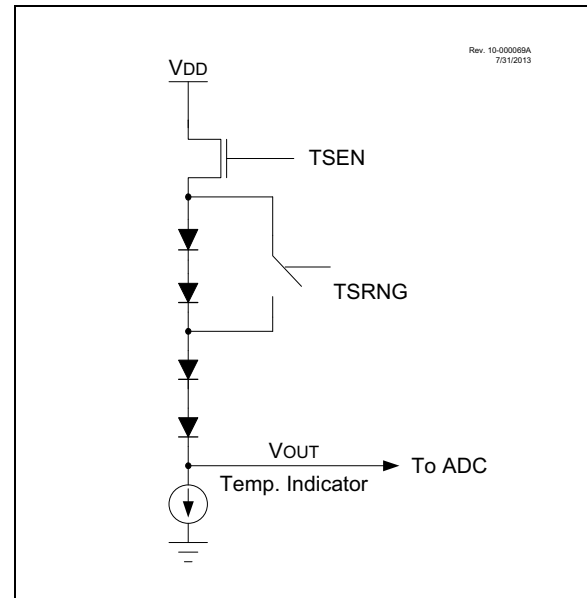 Rev. 10-000069A
7/31/2013
VDD
TSEN
TSRNG
VOUT
To ADC
Temp. Indicator